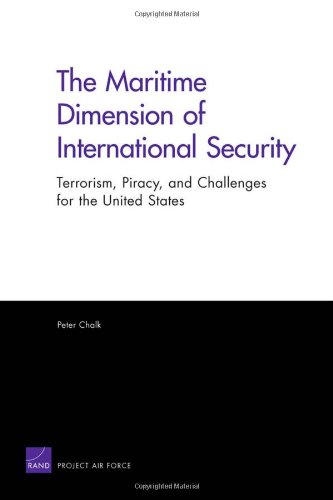 Copyrighted Material
The Maritime
Dimension of
International Security
Terrorism, Piracy, and Challenges
for the United States
Peter Chalk
RAND
PROJECT AIR FORCE
Copyrighted Material